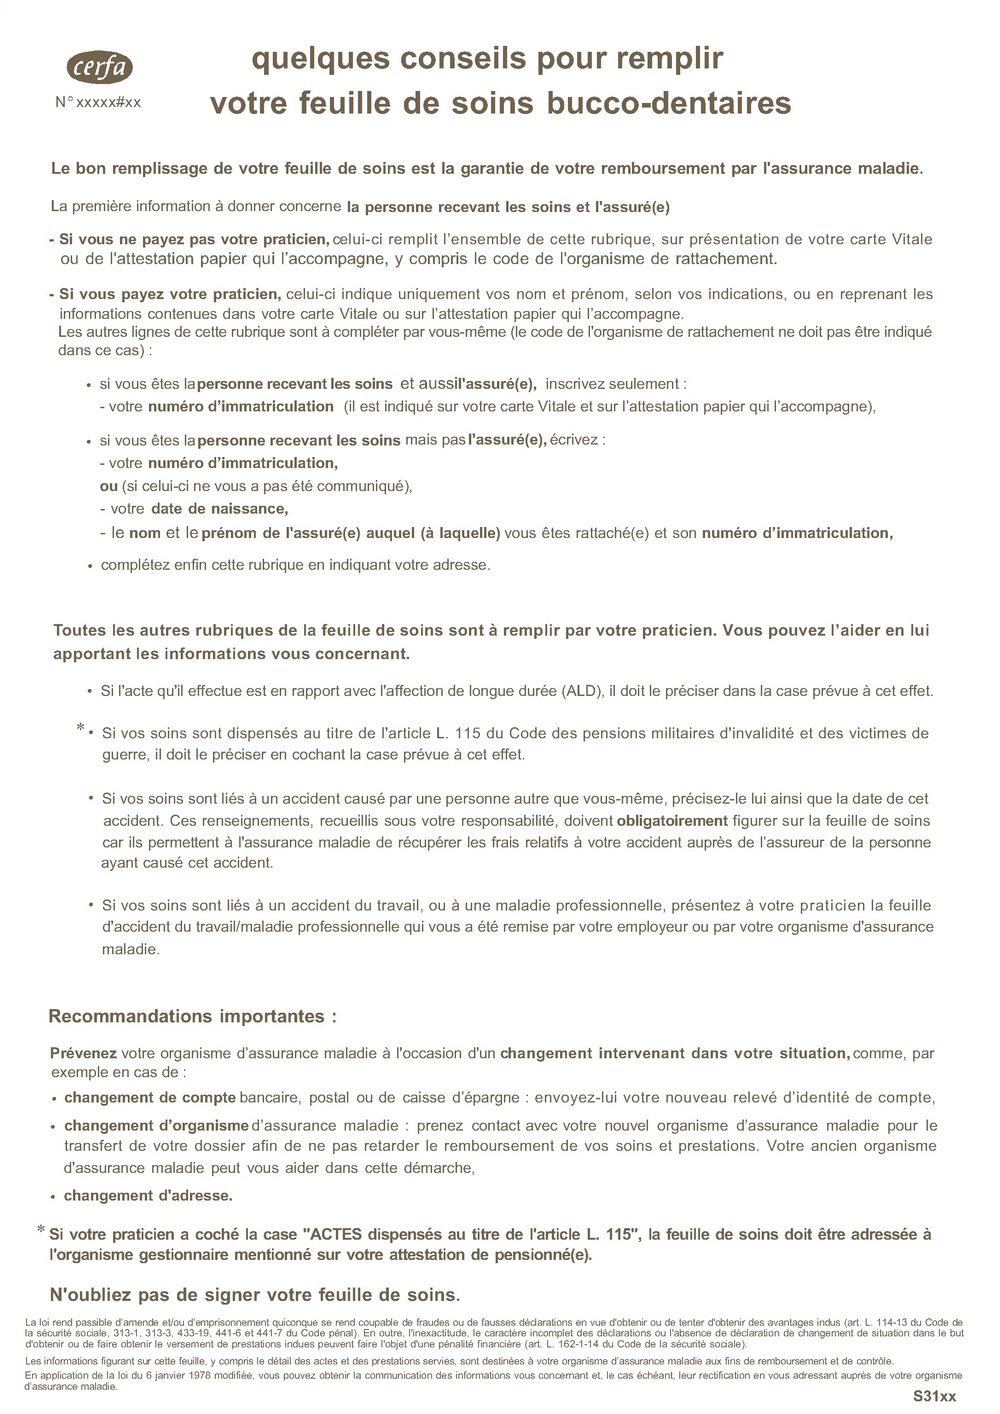 cerfa
N° xxxxx#xx
quelques conseils pour remplir
votre feuille de soins bucco-dentaires
Le bon remplissage de votre feuille de soins est la garantie de votre remboursement par l'assurance maladie.
La première information à donner concerne la personne recevant les soins et l'assuré(e)
- Si vous ne payez pas votre praticien, celui-ci remplit l'ensemble de cette rubrique, sur présentation de votre carte Vitale
ou de l'attestation papier qui l'accompagne, y compris le code de l'organisme de rattachement.
- Si vous payez votre praticien, celui-ci indique uniquement vos nom et prénom, selon vos indications, ou en reprenant les
informations contenues dans votre carte Vitale ou sur l'attestation papier qui l'accompagne.
Les autres lignes de cette rubrique sont à compléter par vous-même (le code de l'organisme de rattachement ne doit pas être indiqué
dans ce cas) :
• si vous êtes la personne recevant les soins et aussi l'assuré(e), inscrivez seulement :
- votre numéro d'immatriculation (il est indiqué sur votre carte Vitale et sur l'attestation papier qui l'accompagne),
• si vous êtes la personne recevant les soins mais pas l'assuré(e), écrivez :
- votre numéro d'immatriculation,
ou (si celui-ci ne vous a pas été communiqué),
- votre date de naissance,
- le nom et le prénom de l'assuré(e) auquel (à laquelle) vous êtes rattaché(e) et son numéro d'immatriculation,
• complétez enfin cette rubrique en indiquant votre adresse.
Toutes les autres rubriques de la feuille de soins sont à remplir par votre praticien. Vous pouvez l'aider en lui
apportant les informations vous concernant.
• Si l'acte qu'il effectue est en rapport avec l'affection de longue durée (ALD), il doit le préciser dans la case prévue à cet effet.
* • Si vos soins sont dispensés au titre de l'article L. 115 du Code des pensions militaires d'invalidité et des victimes de
guerre, il doit le préciser en cochant la case prévue à cet effet.
• Si vos soins sont liés à un accident causé par une personne autre que vous-même, précisez-le lui ainsi que la date de cet
accident. Ces renseignements, recueillis sous votre responsabilité, doivent obligatoirement figurer sur la feuille de soins
car ils permettent à l'assurance maladie de récupérer les frais relatifs à votre accident auprès de l'assureur de la personne
ayant causé cet accident.
• Si vos soins sont liés à un accident du travail, ou à une maladie professionnelle, présentez à votre praticien la feuille
d'accident du travail/maladie professionnelle qui vous a été remise par votre employeur ou par votre organisme d'assurance
maladie.
Recommandations importantes :
Prévenez votre organisme d'assurance maladie à l'occasion d'un changement intervenant dans votre situation, comme, par
exemple en cas de :
• changement de compte bancaire, postal ou de caisse d'épargne : envoyez-lui votre nouveau relevé d'identité de compte,
• changement d'organisme d'assurance maladie : prenez contact avec votre nouvel organisme d'assurance maladie pour le
transfert de votre dossier afin de ne pas retarder le remboursement de vos soins et prestations. Votre ancien organisme
d'assurance maladie peut vous aider dans cette démarche,
• changement d'adresse.
* Si votre praticien a coché la case "ACTES dispensés au titre de l'article L. 115", la feuille de soins doit être adressée à
l'organisme gestionnaire mentionné sur votre attestation de pensionné(e).
N'oubliez pas de signer votre feuille de soins.
La loi rend passible d'amende et/ou d'emprisonnement quiconque se rend coupable de fraudes ou de fausses déclarations en vue d'obtenir ou de tenter d'obtenir des avantages indus (art. L. 114-13 du Code de
la sécurité sociale, 313-1, 313-3, 433-19, 441-6 et 441-7 du Code pénal). En outre, l'inexactitude, le caractère incomplet des déclarations ou l'absence de déclaration de changement de situation dans le but
d'obtenir ou de faire obtenir le versement de prestations indues peuvent faire l'objet d'une pénalité financière (art. L. 162-1-14 du Code de la sécurité sociale).
Les informations figurant sur cette feuille, y compris le détail des actes et des prestations servies, sont destinées à votre organisme d'assurance maladie aux fins de remboursement et de contrôle.
En application de la loi du 6 janvier 1978 modifiée, vous pouvez obtenir la communication des informations vous concernant et, le cas échéant, leur rectification en vous adressant auprès de votre organisme
d'assurance maladie.
S31xx